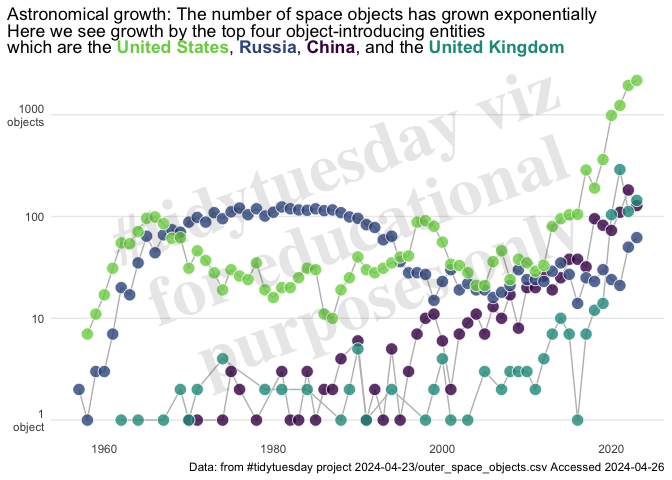 Astronomical growth: The number of space objects has grown exponentially
Here we see growth by the top four object-introducing entities
which are the United States, Russia, China, and the United Kingdom
#tidytuesday viz
for educational
purposes only
1000
objects
100
10
1
object
1960
1980
2000
2020
Data: from #tidytuesday project 2024-04-23/outer_space_objects.csv Accessed 2024-04-26